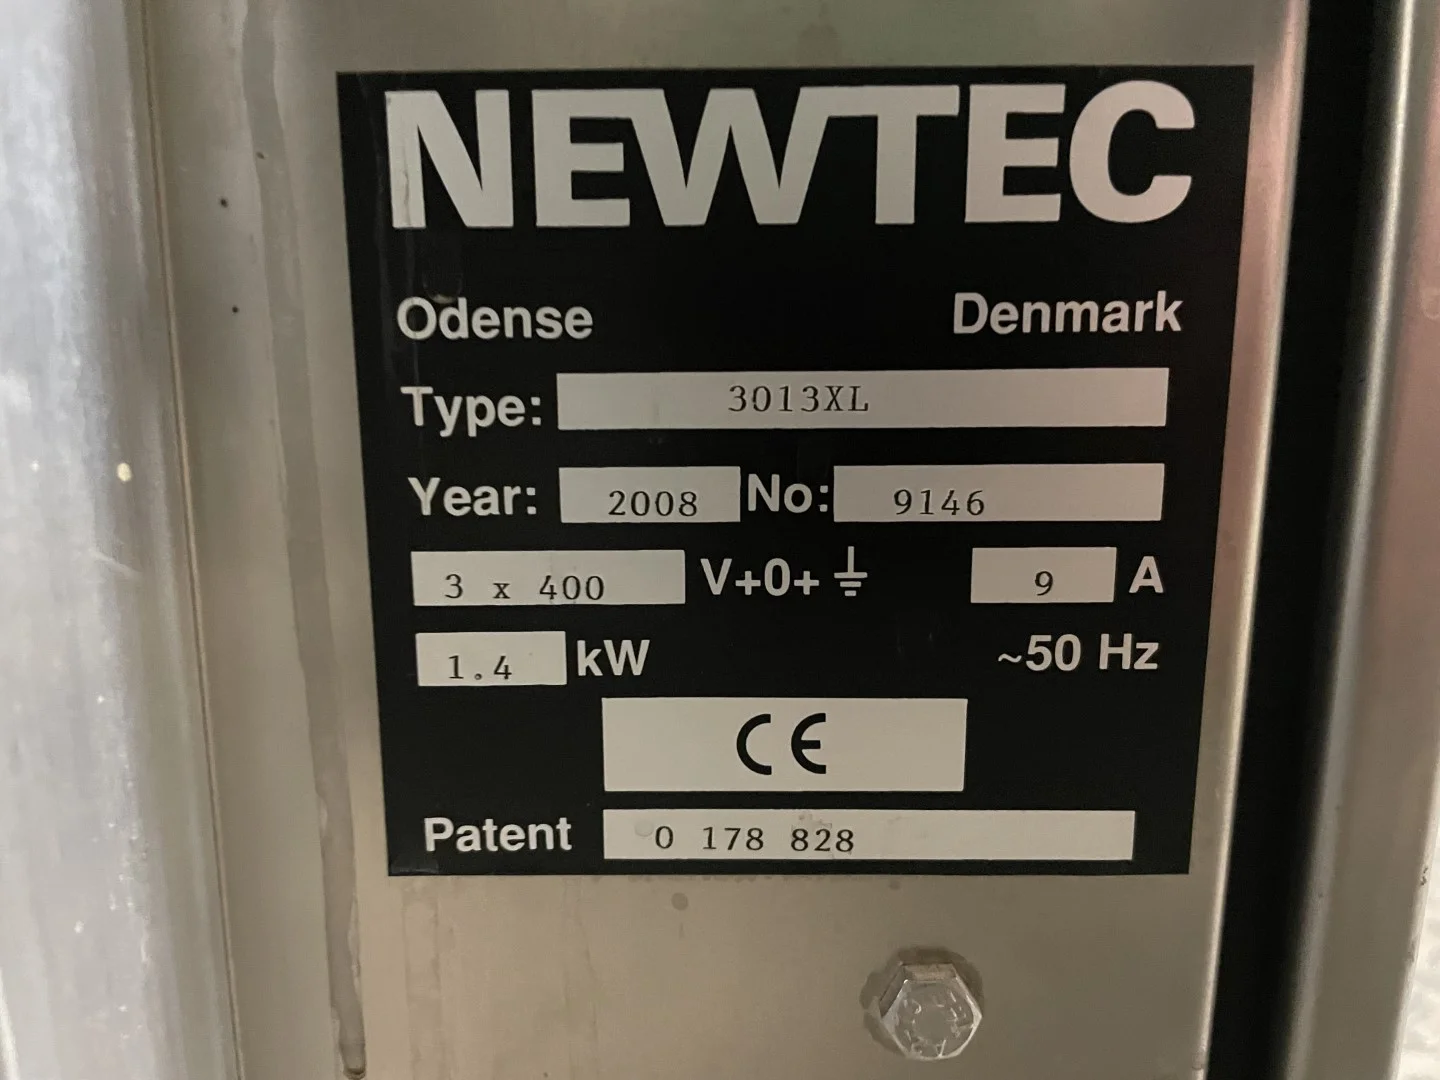 NEWTEC
Odense Denmark
Type: 3013XL
Year: 2008 No: 9146
3 x 400 V+0+⏚ 9 A
1.4 kW ~50 Hz
CE
Patent 0 178 828